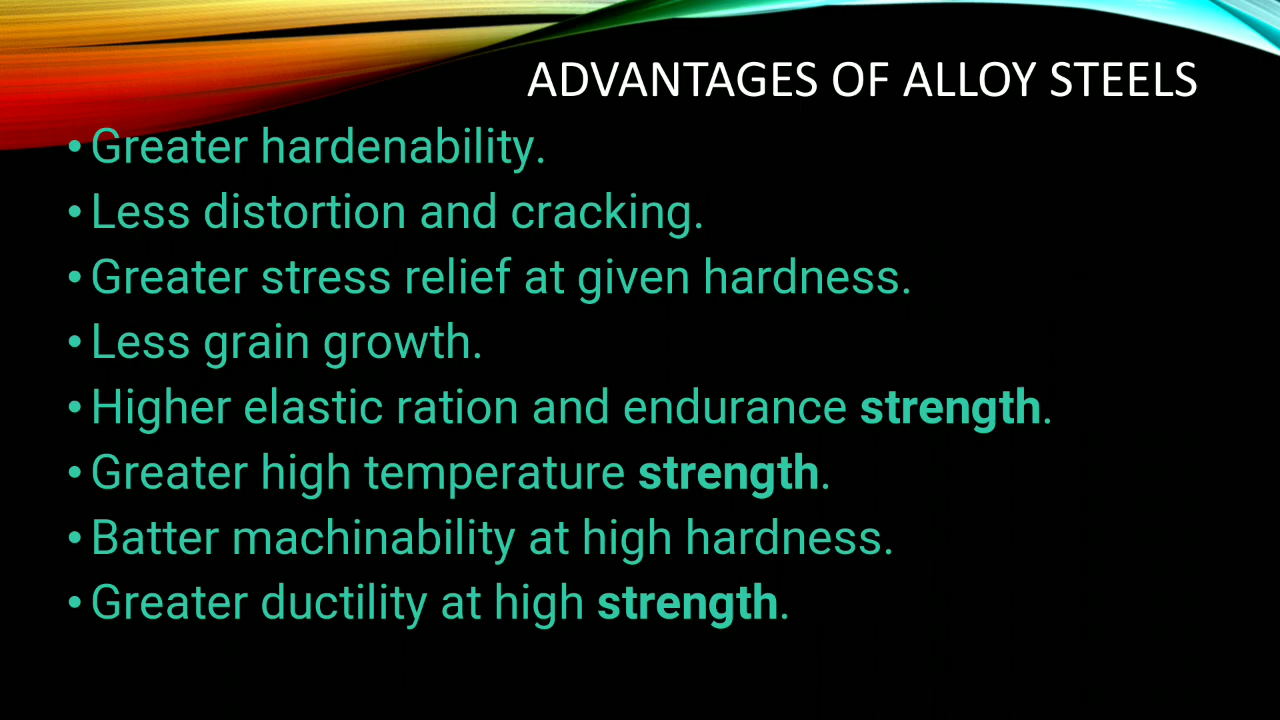 ADVANTAGES OF ALLOY STEELS
• Greater hardenability.
• Less distortion and cracking.
• Greater stress relief at given hardness.
• Less grain growth.
• Higher elastic ration and endurance strength.
• Greater high temperature strength.
• Batter machinability at high hardness.
• Greater ductility at high strength.